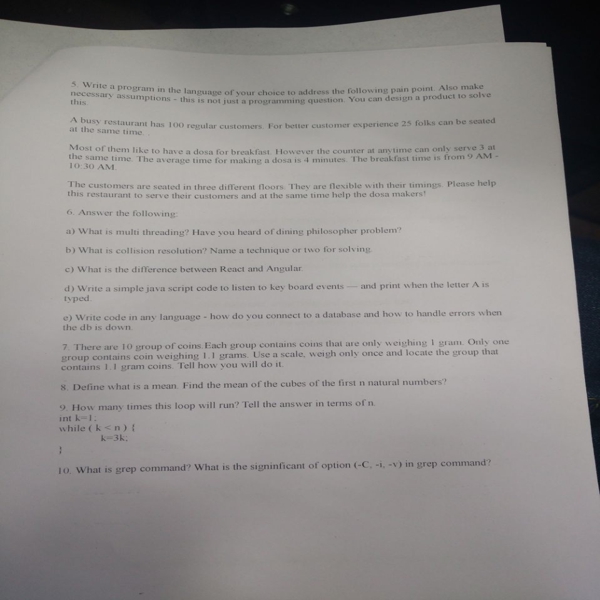 5. Write a program in the language of your choice to address the following pain point. Also make
necessary assumptions - this is not just a programming question. You can design a product to solve
this.
A busy restaurant has 100 regular customers. For better customer experience 25 folks can be seated
at the same time. .
Most of them like to have a dosa for breakfast. However the counter at anytime can only serve 3 at
the same time. The average time for making a dosa is 4 minutes. The breakfast time is from 9 AM -
10:30 AM.
The customers are seated in three different floors. They are flexible with their timings. Please help
this restaurant to serve their customers and at the same time help the dosa makers!
6. Answer the following:
a) What is multi threading? Have you heard of dining philosopher problem?
b) What is collision resolution? Name a technique or two for solving.
c) What is the difference between React and Angular.
d) Write a simple java script code to listen to key board events — and print when the letter A is
typed.
e) Write code in any language - how do you connect to a database and how to handle errors when
the db is down.
7. There are 10 group of coins.Each group contains coins that are only weighing 1 gram. Only one
group contains coin weighing 1.1 grams. Use a scale, weigh only once and locate the group that
contains 1.1 gram coins. Tell how you will do it.
8. Define what is a mean. Find the mean of the cubes of the first n natural numbers?
9. How many times this loop will run? Tell the answer in terms of n.
int k=1;
while ( k < n ) {
k=3k;
}
10. What is grep command? What is the signinficant of option (-C, -i, -v) in grep command?